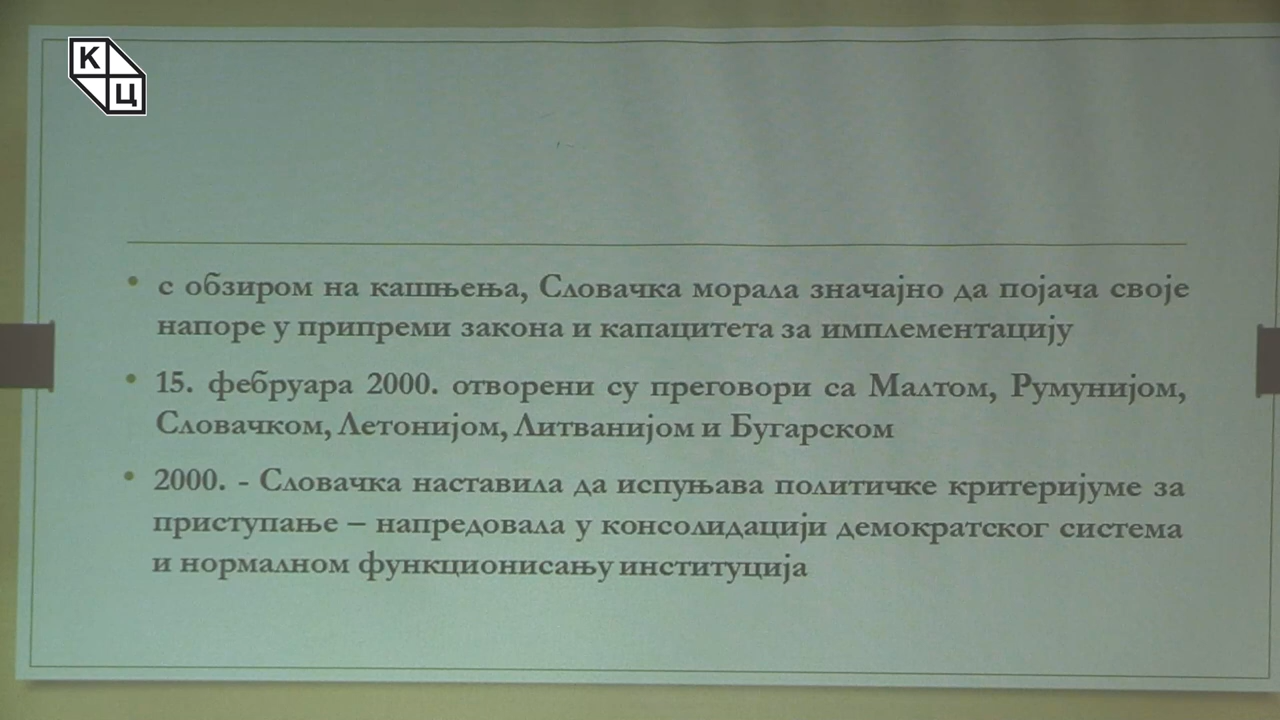 К
Ц
• с обзиром на кашњења, Словачка морала значајно да појача своје
напоре у припреми закона и капацитета за имплементацију
• 15. фебруара 2000. отворени су преговори са Малтом, Румунијом,
Словачком, Летонијом, Литванијом и Бугарском
• 2000. - Словачка наставила да испуњава политичке критеријуме за
приступање – напредовала у консолидацији демократског система
и нормалном функционисању институција